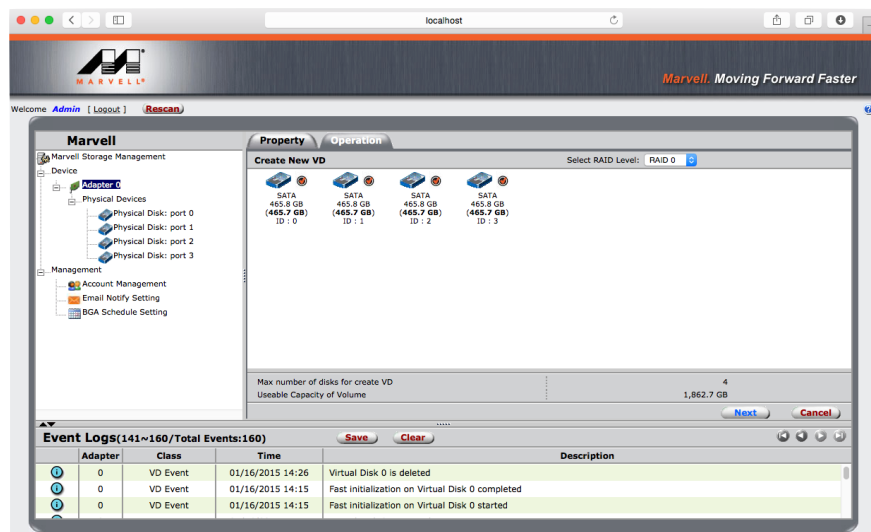 localhost
MARVELL®
Marvell. Moving Forward Faster
Welcome Admin [ Logout ] Rescan
Marvell
Marvell Storage Management
Device
Adapter 0
Physical Devices
Physical Disk: port 0
Physical Disk: port 1
Physical Disk: port 2
Physical Disk: port 3
Management
Account Management
Email Notify Setting
BGA Schedule Setting
Property Operation
Create New VD Select RAID Level: RAID 0
SATA SATA SATA SATA
465.8 GB 465.8 GB 465.8 GB 465.8 GB
(465.7 GB) (465.7 GB) (465.7 GB) (465.7 GB)
ID : 0 ID : 1 ID : 2 ID : 3
Max number of disks for create VD 4
Useable Capacity of Volume 1,862.7 GB
Next Cancel
Event Logs(141~160/Total Events:160) Save Clear
Adapter Class Time Description
0 VD Event 01/16/2015 14:26 Virtual Disk 0 is deleted
0 VD Event 01/16/2015 14:15 Fast initialization on Virtual Disk 0 completed
0 VD Event 01/16/2015 14:15 Fast initialization on Virtual Disk 0 started